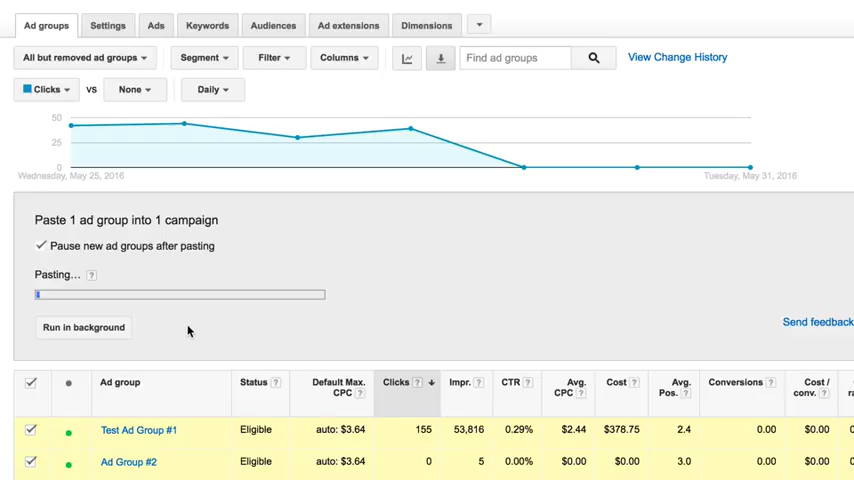 Ad groups Settings Ads Keywords Audiences Ad extensions Dimensions
All but removed ad groups Segment Filter Columns Find ad groups View Change History
Clicks vs None Daily
50
25
0
Wednesday, May 25, 2016 Tuesday, May 31, 2016
Paste 1 ad group into 1 campaign
Pause new ad groups after pasting
Pasting... ?
Run in background
Send feedback
Ad group Status ? Default Max. CPC ? Clicks ? Impr. ? CTR ? Avg. CPC ? Cost ? Avg. Pos. ? Conversions ? Cost / conv. ?
Test Ad Group #1 Eligible auto: $3.64 155 53,816 0.29% $2.44 $378.75 2.4 0.00 $0.00
Ad Group #2 Eligible auto: $3.64 0 5 0.00% $0.00 $0.00 3.0 0.00 $0.00